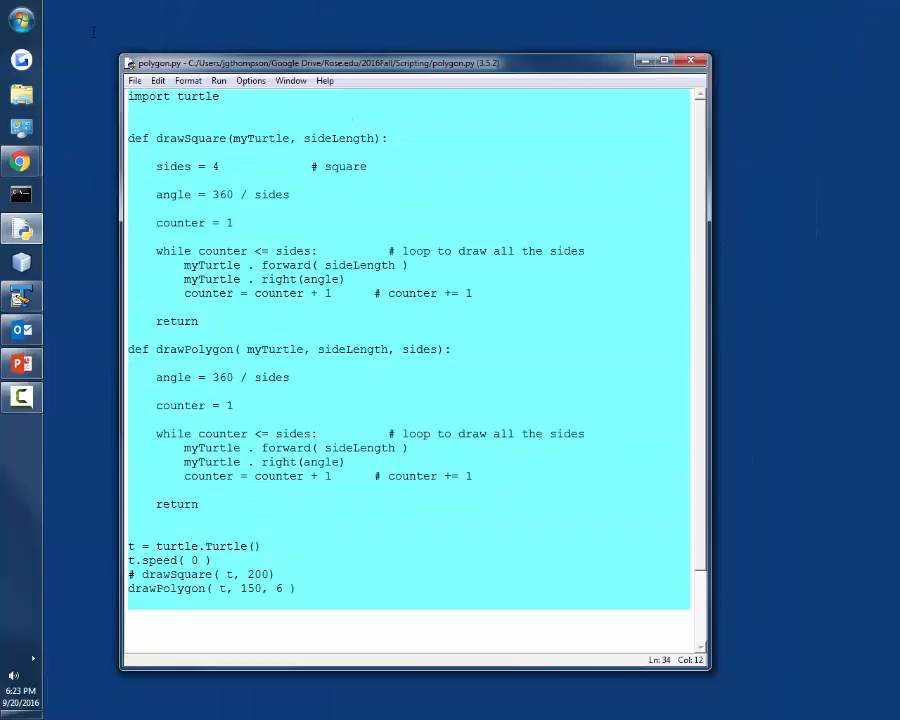 polygon.py - C:/Users/jgthompson/Google Drive/Rose.edu/2016Fall/Scripting/polygon.py (3.5.2)
File Edit Format Run Options Window Help
import turtle
def drawSquare(myTurtle, sideLength):
sides = 4 # square
angle = 360 / sides
counter = 1
while counter <= sides: # loop to draw all the sides
myTurtle . forward( sideLength )
myTurtle . right(angle)
counter = counter + 1 # counter += 1
return
def drawPolygon( myTurtle, sideLength, sides):
angle = 360 / sides
counter = 1
while counter <= sides: # loop to draw all the sides
myTurtle . forward( sideLength )
myTurtle . right(angle)
counter = counter + 1 # counter += 1
return
t = turtle.Turtle()
t.speed( 0 )
# drawSquare( t, 200)
drawPolygon( t, 150, 6 )
Ln: 34 Col: 12
6:23 PM
9/20/2016